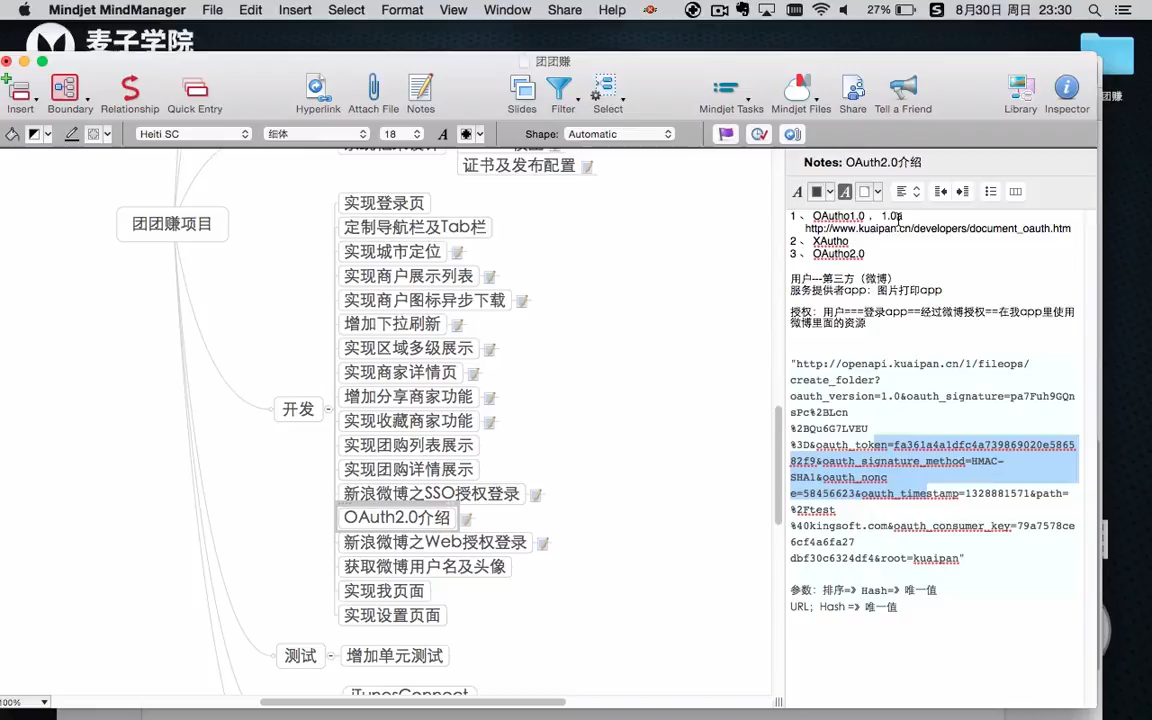 Mindjet MindManager File Edit Insert Select Format View Window Share Help 27% S 8月30日 周日 23:30
麦子学院
团团赚
Insert Boundary Relationship Quick Entry Hyperlink Attach File Notes Slides Filter Select Mindjet Tasks Mindjet Files Share Tell a Friend Library Inspector
团赚
Heiti SC 细体 18 A Shape: Automatic
证书及发布配置
Notes: OAuth2.0介绍
团团赚项目
开发
实现登录页
定制导航栏及Tab栏
实现城市定位
实现商户展示列表
实现商户图标异步下载
增加下拉刷新
实现区域多级展示
实现商家详情页
增加分享商家功能
实现收藏商家功能
实现团购列表展示
实现团购详情展示
新浪微博之SSO授权登录
OAuth2.0介绍
新浪微博之Web授权登录
获取微博用户名及头像
实现我页面
实现设置页面
测试
增加单元测试
iTunesConnect
100%
1 、 OAutho1.0 ， 1.0a
http://www.kuaipan.cn/developers/document_oauth.htm
2 、 XAutho
3 、 OAutho2.0
用户---第三方（微博）
服务提供者app：图片打印app
授权：用户===登录app==经过微博授权==在我app里使用
微博里面的资源
"http://openapi.kuaipan.cn/1/fileops/
create_folder?
oauth_version=1.0&oauth_signature=pa7Fuh9GQn
sPc%2BLcn
%2BQu6G7LVEU
%3D&oauth_token=fa361a4a1dfc4a739869020e5865
82f9&oauth_signature_method=HMAC-
SHA1&oauth_nonc
e=58456623&oauth_timestamp=1328881571&path=
%2Ftest
%40kingsoft.com&oauth_consumer_key=79a7578ce
6cf4a6fa27
dbf30c6324df4&root=kuaipan"
参数：排序=》Hash=》唯一值
URL；Hash =》唯一值